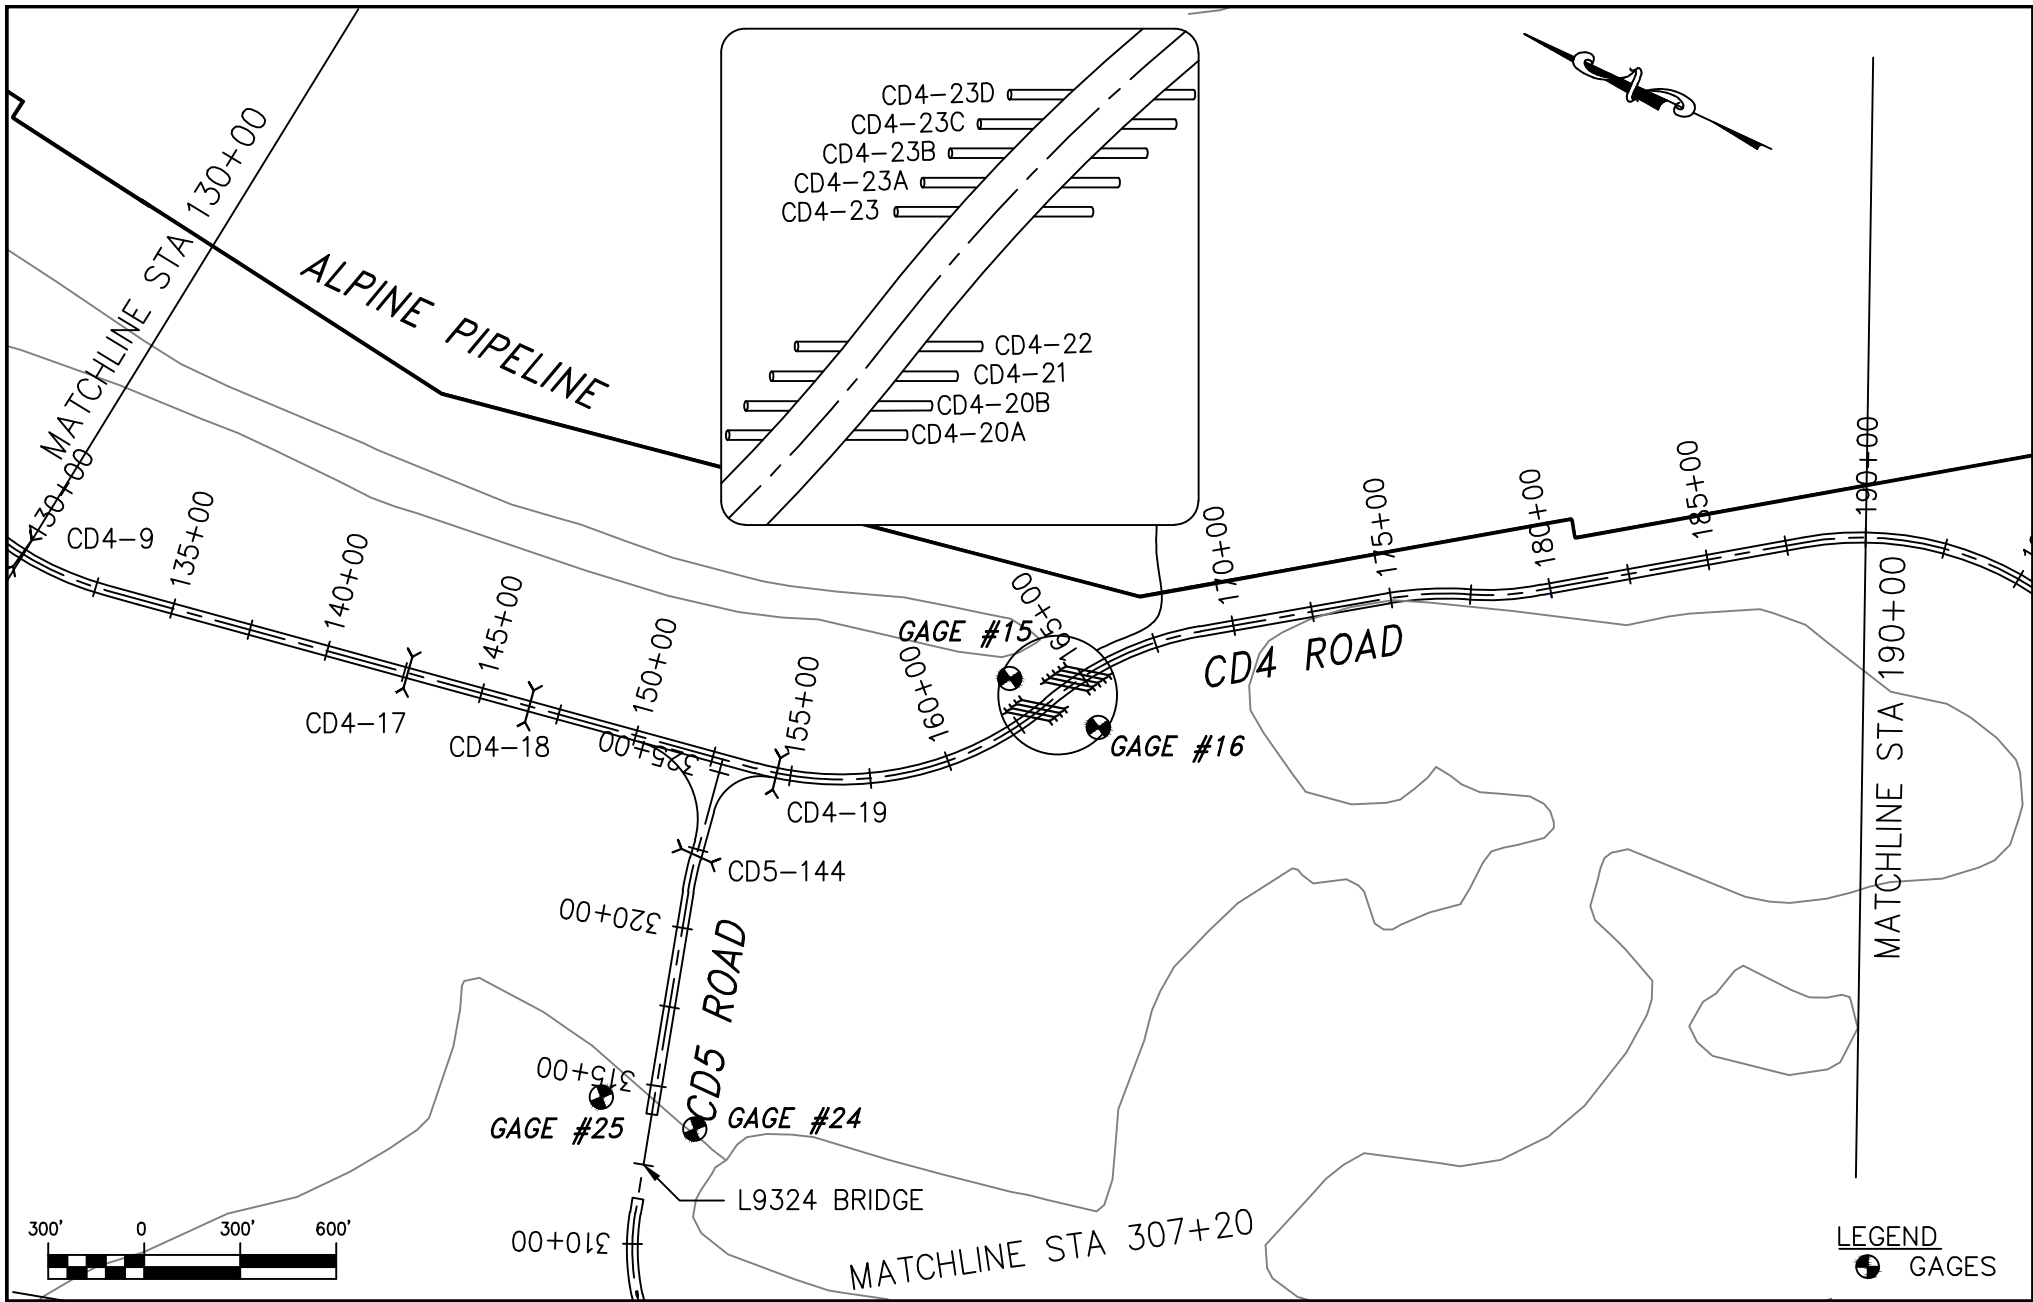 CD4-23D
CD4-23C
CD4-23B
CD4-23A
CD4-23
CD4-22
CD4-21
CD4-20B
CD4-20A
MATCHLINE STA 130+00
ALPINE PIPELINE
130+00
CD4-9
135+00
140+00
145+00
150+00
155+00
160+00
165+00
170+00
175+00
180+00
185+00
190+00
MATCHLINE STA 190+00
GAGE #15
GAGE #16
CD4 ROAD
CD4-17
CD4-18
325+00
CD4-19
CD5-144
320+00
CD5 ROAD
315+00
GAGE #25
GAGE #24
L9324 BRIDGE
310+00
MATCHLINE STA 307+20
300' 0 300' 600'
LEGEND
GAGES